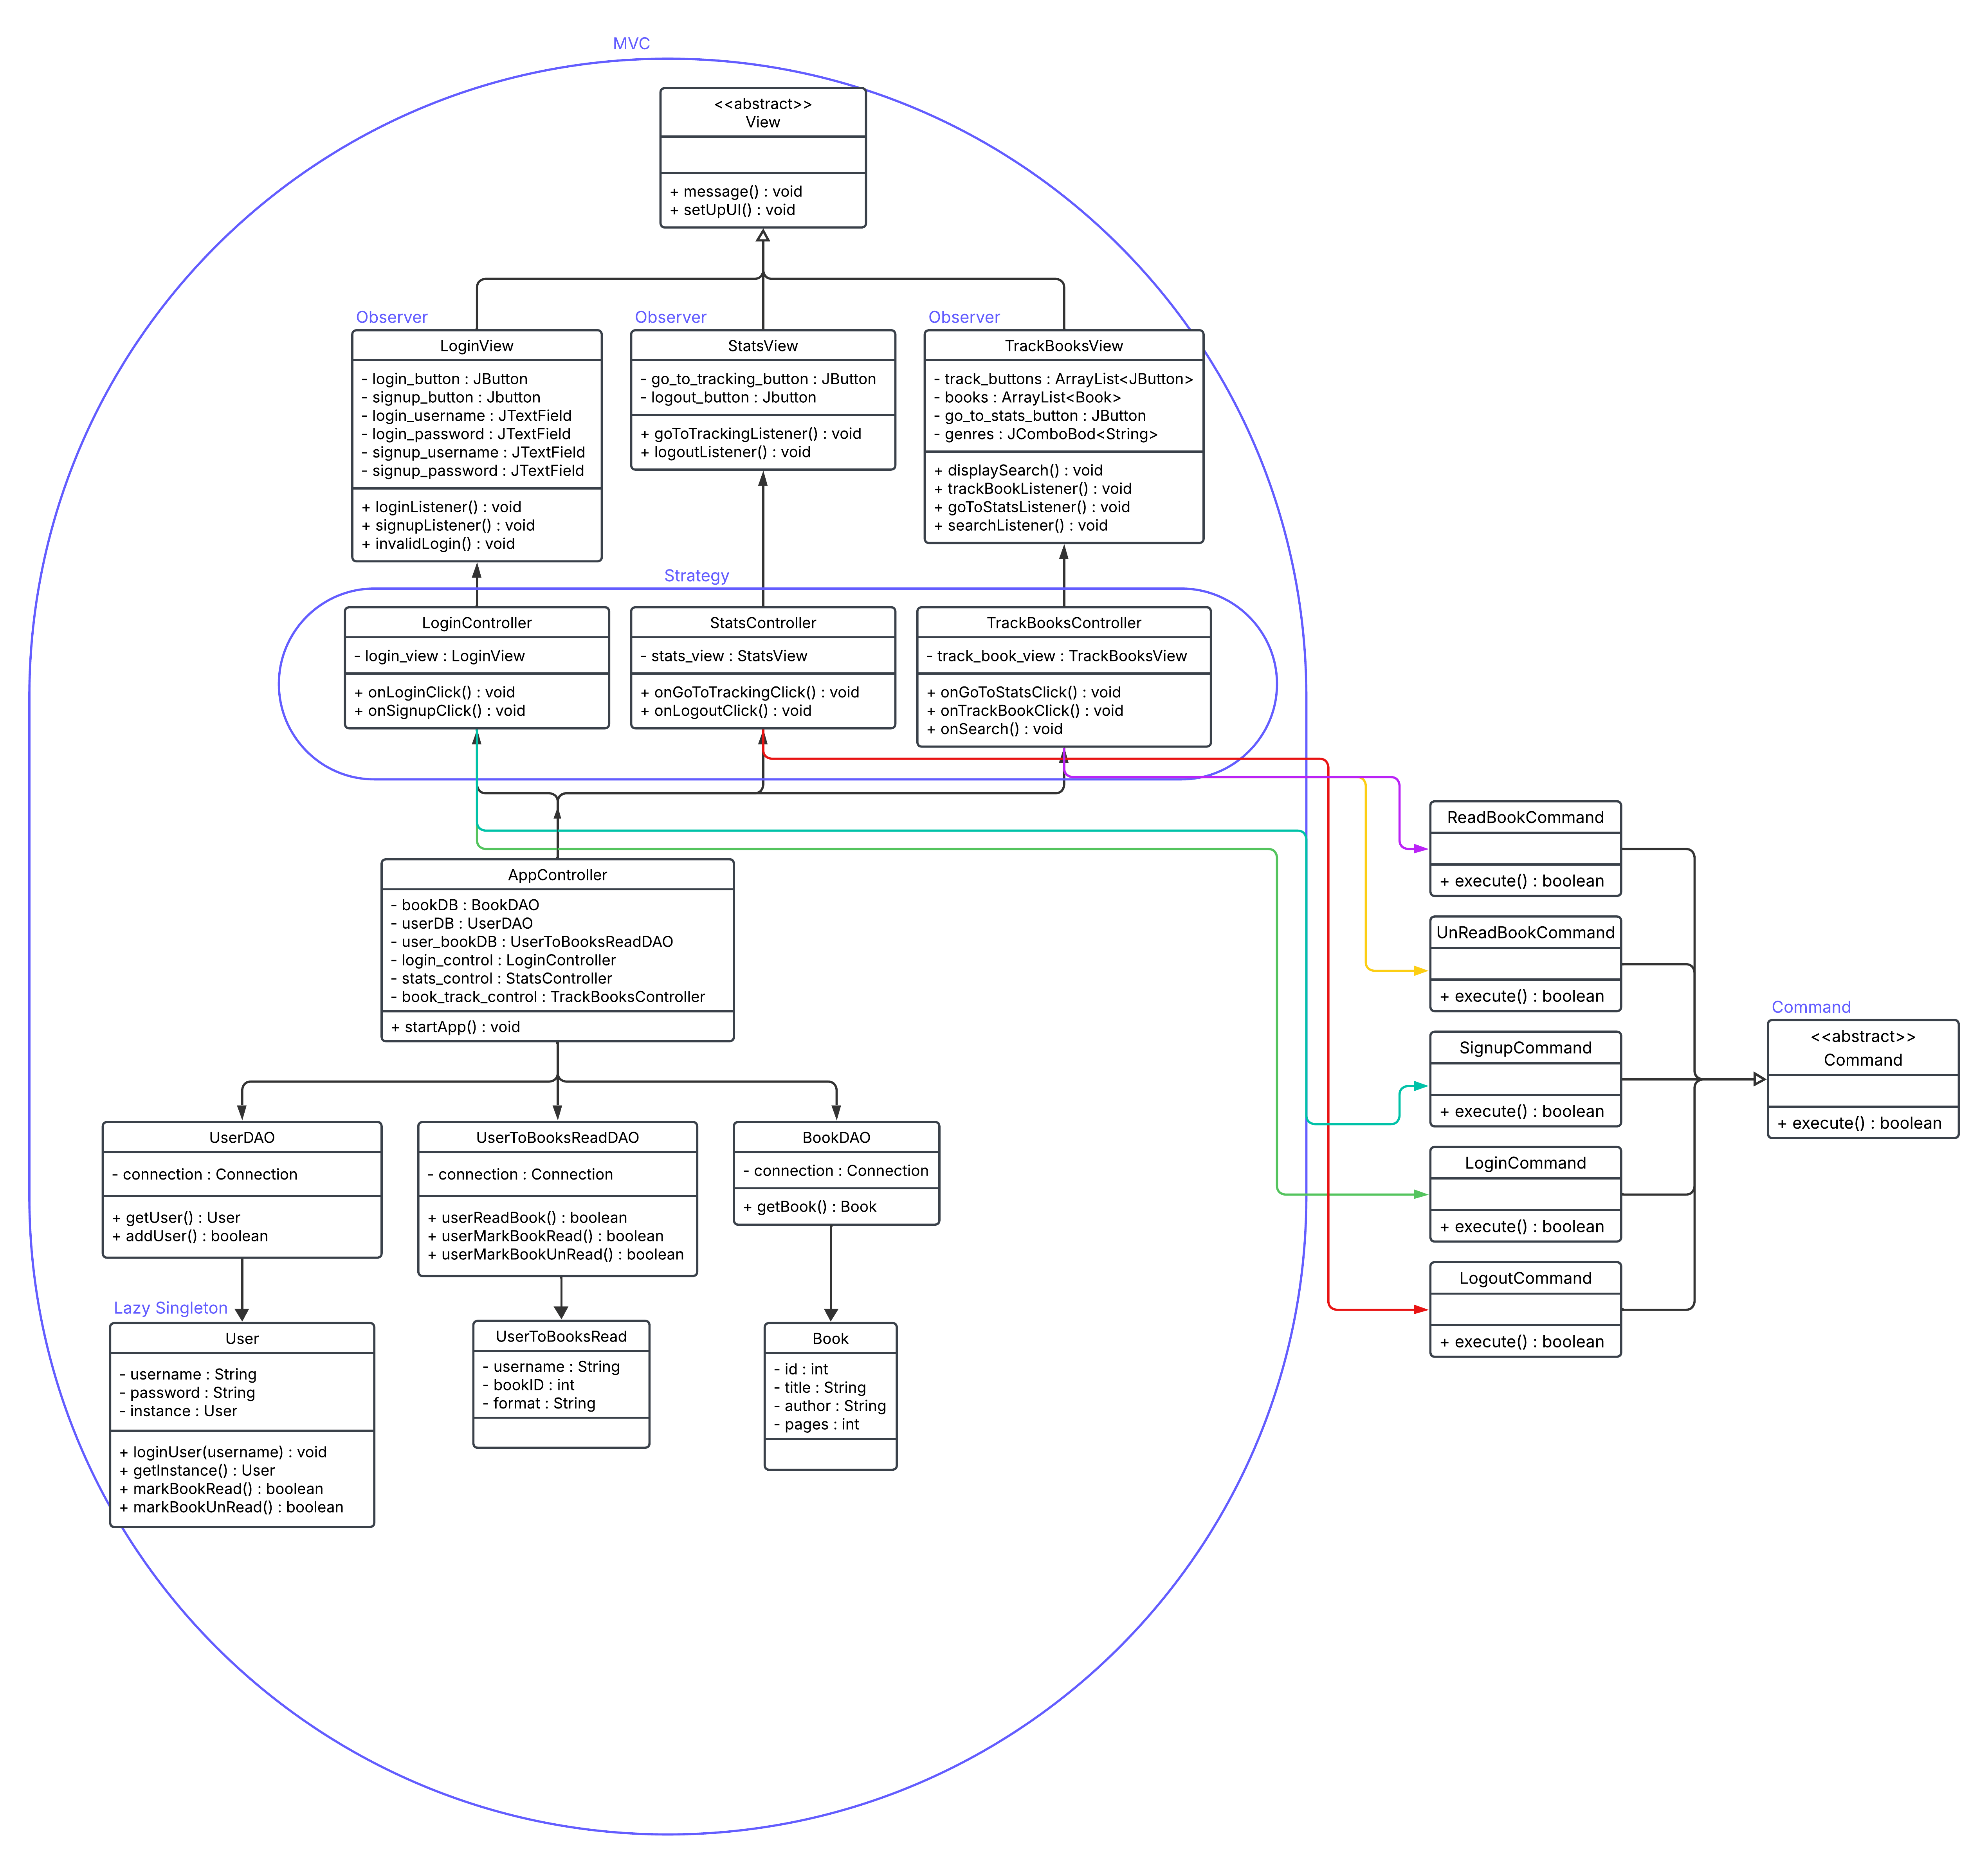 MVC
<<abstract>>
View
+ message() : void
+ setUpUI() : void
Observer
LoginView
- login_button : JButton
- signup_button : Jbutton
- login_username : JTextField
- login_password : JTextField
- signup_username : JTextField
- signup_password : JTextField
+ loginListener() : void
+ signupListener() : void
+ invalidLogin() : void
Observer
StatsView
- go_to_tracking_button : JButton
- logout_button : Jbutton
+ goToTrackingListener() : void
+ logoutListener() : void
Observer
TrackBooksView
- track_buttons : ArrayList<JButton>
- books : ArrayList<Book>
- go_to_stats_button : JButton
- genres : JComboBod<String>
+ displaySearch() : void
+ trackBookListener() : void
+ goToStatsListener() : void
+ searchListener() : void
Strategy
LoginController
- login_view : LoginView
+ onLoginClick() : void
+ onSignupClick() : void
StatsController
- stats_view : StatsView
+ onGoToTrackingClick() : void
+ onLogoutClick() : void
TrackBooksController
- track_book_view : TrackBooksView
+ onGoToStatsClick() : void
+ onTrackBookClick() : void
+ onSearch() : void
AppController
- bookDB : BookDAO
- userDB : UserDAO
- user_bookDB : UserToBooksReadDAO
- login_control : LoginController
- stats_control : StatsController
- book_track_control : TrackBooksController
+ startApp() : void
UserDAO
- connection : Connection
+ getUser() : User
+ addUser() : boolean
UserToBooksReadDAO
- connection : Connection
+ userReadBook() : boolean
+ userMarkBookRead() : boolean
+ userMarkBookUnRead() : boolean
BookDAO
- connection : Connection
+ getBook() : Book
Lazy Singleton
User
- username : String
- password : String
- instance : User
+ loginUser(username) : void
+ getInstance() : User
+ markBookRead() : boolean
+ markBookUnRead() : boolean
UserToBooksRead
- username : String
- bookID : int
- format : String
Book
- id : int
- title : String
- author : String
- pages : int
ReadBookCommand
+ execute() : boolean
UnReadBookCommand
+ execute() : boolean
SignupCommand
+ execute() : boolean
LoginCommand
+ execute() : boolean
LogoutCommand
+ execute() : boolean
Command
<<abstract>>
Command
+ execute() : boolean